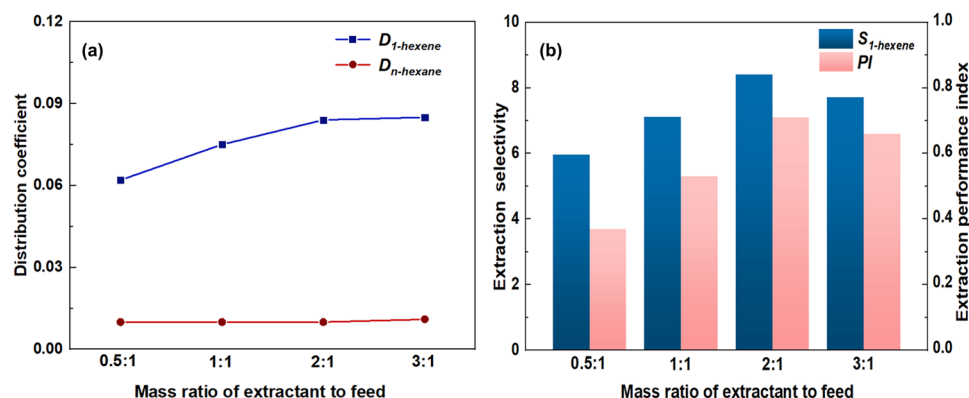 (a)
D1-hexene
Dn-hexane
Distribution coefficient
0.12
0.09
0.06
0.03
0.00
0.5:1 1:1 2:1 3:1
Mass ratio of extractant to feed
(b)
S1-hexene
PI
Extraction selectivity
10
8
6
4
2
0
0.5:1 1:1 2:1 3:1
Mass ratio of extractant to feed
1.0
0.8
0.6
0.4
0.2
0.0
Extraction performance index